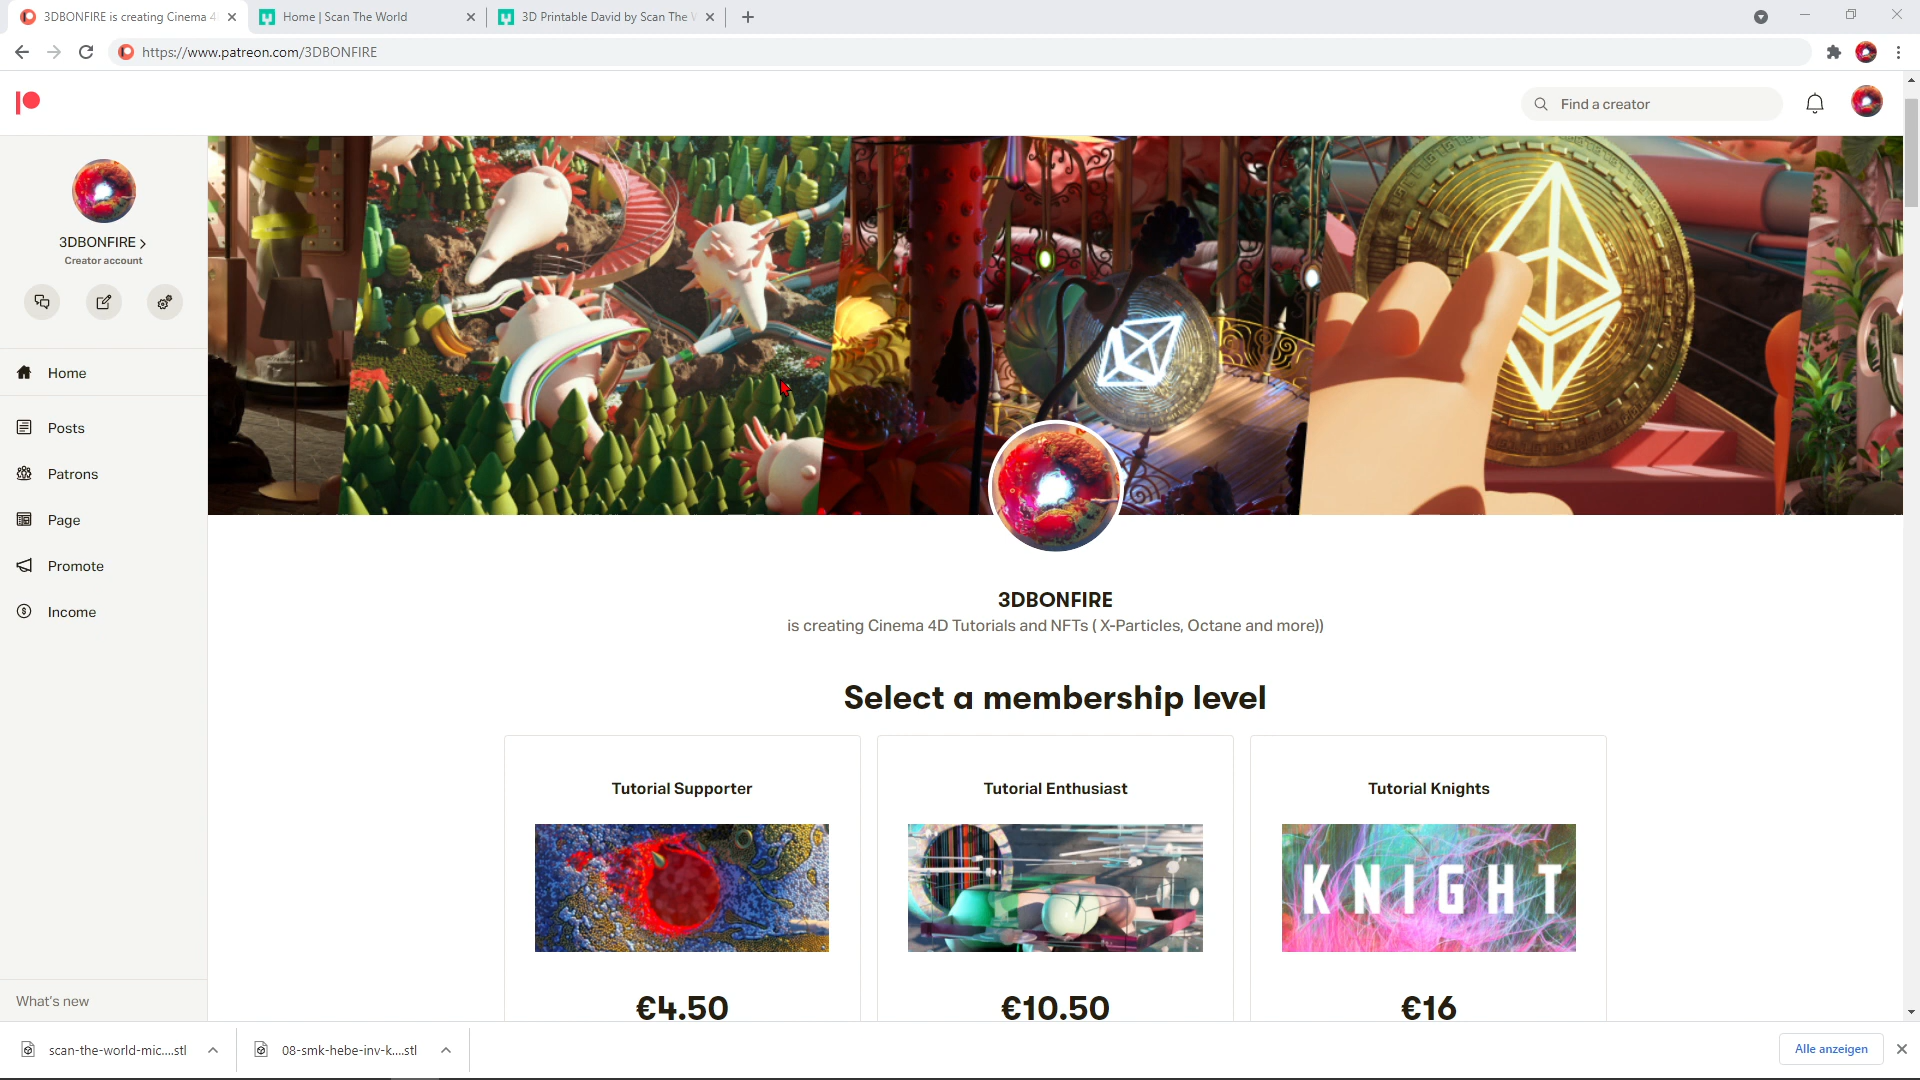 3DBONFIRE is creating Cinema 4
Home | Scan The World
3D Printable David by Scan The W
https://www.patreon.com/3DBONFIRE
Find a creator
3DBONFIRE
Creator account
Home
Posts
Patrons
Page
Promote
Income
What's new
3DBONFIRE
is creating Cinema 4D Tutorials and NFTs ( X-Particles, Octane and more))
Select a membership level
Tutorial Supporter
Tutorial Enthusiast
Tutorial Knights
KNIGHT
€4.50
€10.50
€16
scan-the-world-mic....stl
08-smk-hebe-inv-k....stl
Alle anzeigen